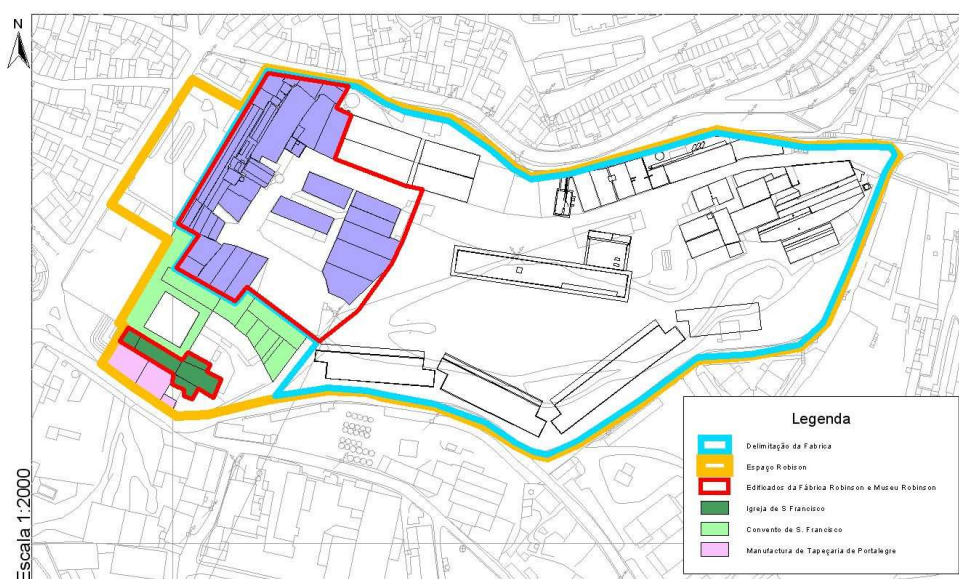 N
Escala 1:2000
Legenda
Delimitação da Fabrica
Espaço Robison
Edificados da Fábrica Robinson e Museu Robinson
Igreja de S Francisco
Convento de S. Francisco
Manufactura de Tapeçaria de Portalegre